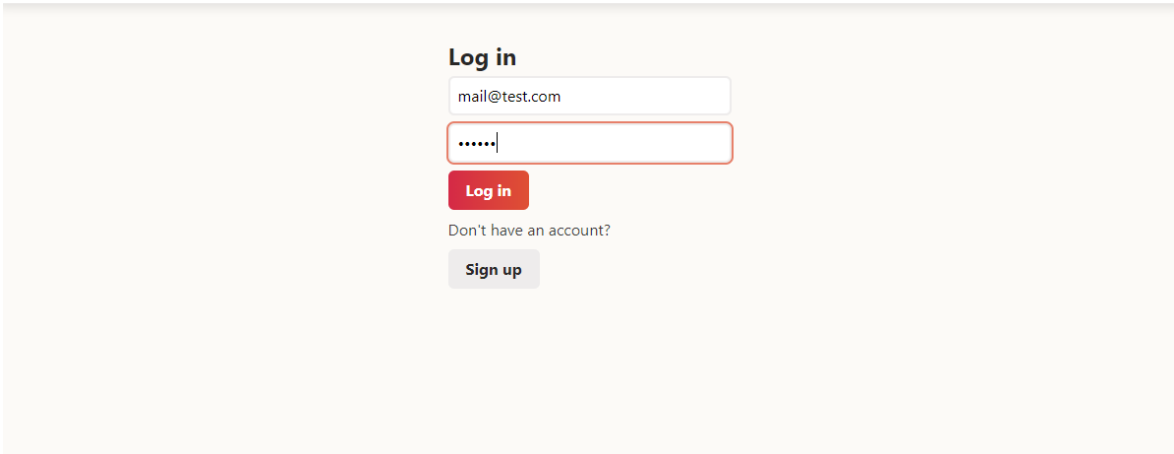 Log in
mail@test.com
••••••
Log in
Don't have an account?
Sign up